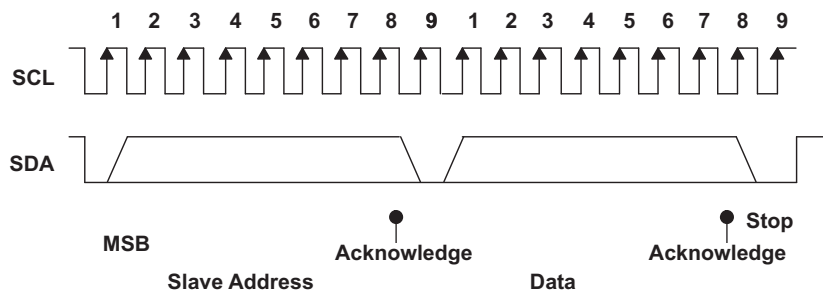 1 2 3 4 5 6 7 8 9 1 2 3 4 5 6 7 8 9
SCL
SDA
Stop
MSB
Acknowledge Acknowledge
Slave Address Data